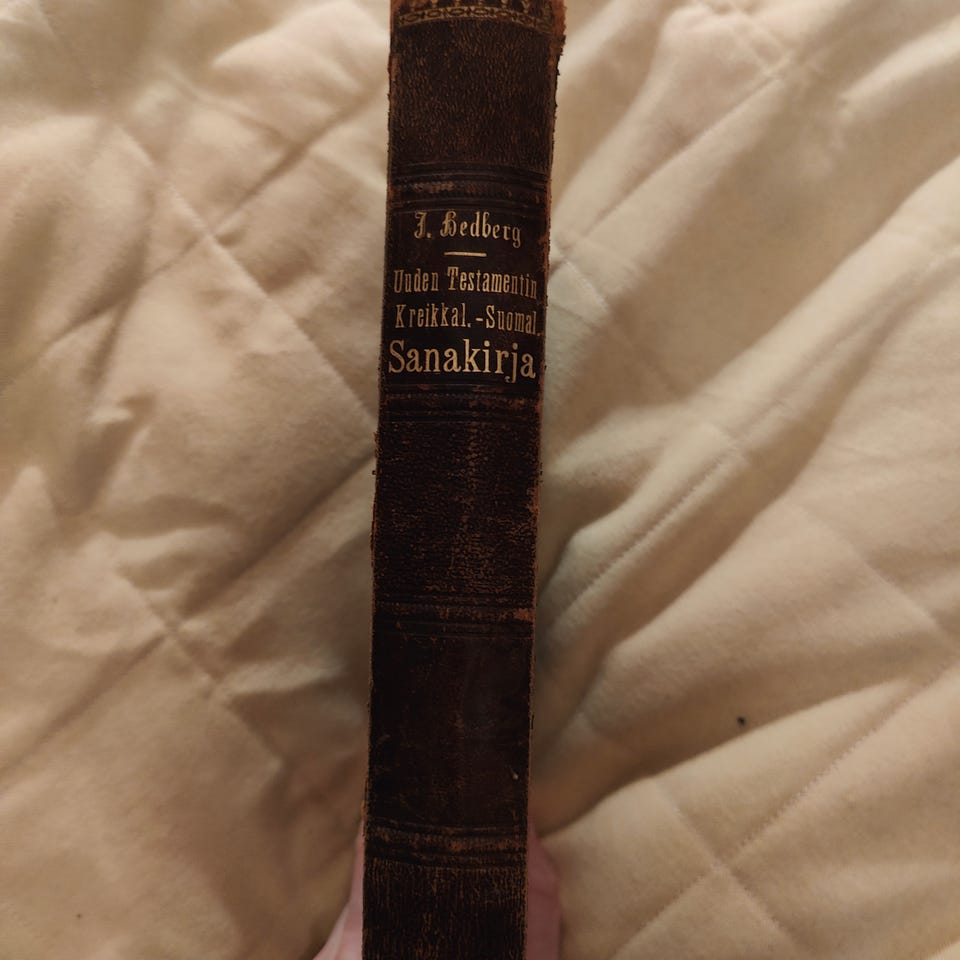 J. Hedberg
Uuden Testamentin
Kreikkal.-Suomal.
Sanakirja